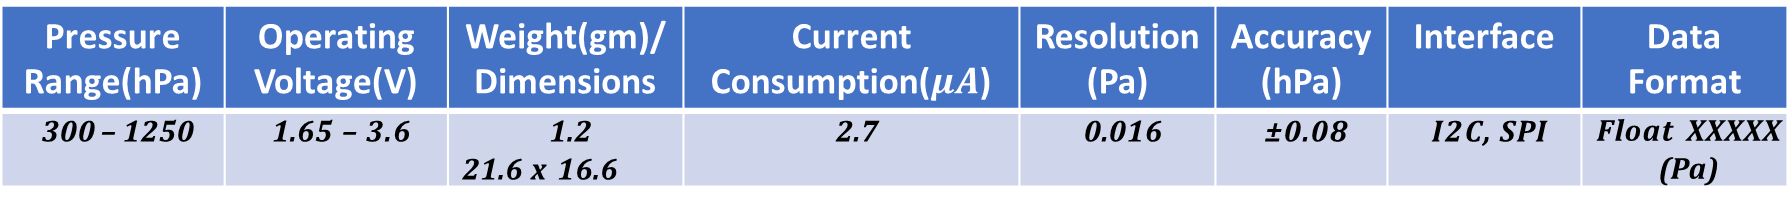 Pressure Range(hPa)
Operating Voltage(V)
Weight(gm)/ Dimensions
Current Consumption(μA)
Resolution (Pa)
Accuracy (hPa)
Interface
Data Format
300 – 1250
1.65 – 3.6
1.2
21.6 x 16.6
2.7
0.016
±0.08
I2C, SPI
Float XXXXX
(Pa)